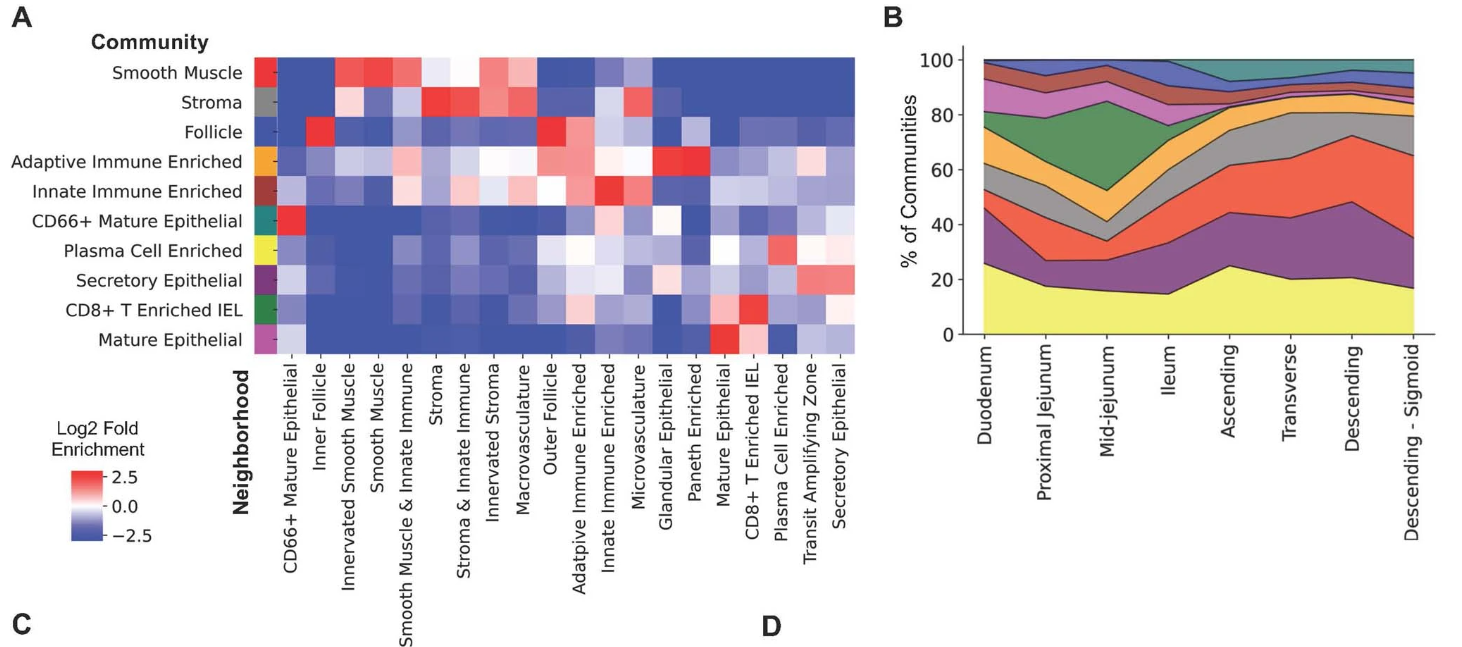 A
Community
Smooth Muscle
Stroma
Follicle
Adaptive Immune Enriched
Innate Immune Enriched
CD66+ Mature Epithelial
Plasma Cell Enriched
Secretory Epithelial
CD8+ T Enriched IEL
Mature Epithelial
Neighborhood
CD66+ Mature Epithelial
Inner Follicle
Innervated Smooth Muscle
Smooth Muscle
Smooth Muscle & Innate Immune
Stroma
Stroma & Innate Immune
Innervated Stroma
Macrovasculature
Outer Follicle
Adatpive Immune Enriched
Innate Immune Enriched
Microvasculature
Glandular Epithelial
Paneth Enriched
Mature Epithelial
CD8+ T Enriched IEL
Plasma Cell Enriched
Transit Amplifying Zone
Secretory Epithelial
Log2 Fold
Enrichment
2.5
0.0
−2.5
B
% of Communities
100
80
60
40
20
0
Duodenum
Proximal Jejunum
Mid-jejunum
Ileum
Ascending
Transverse
Descending
Descending - Sigmoid
C
D